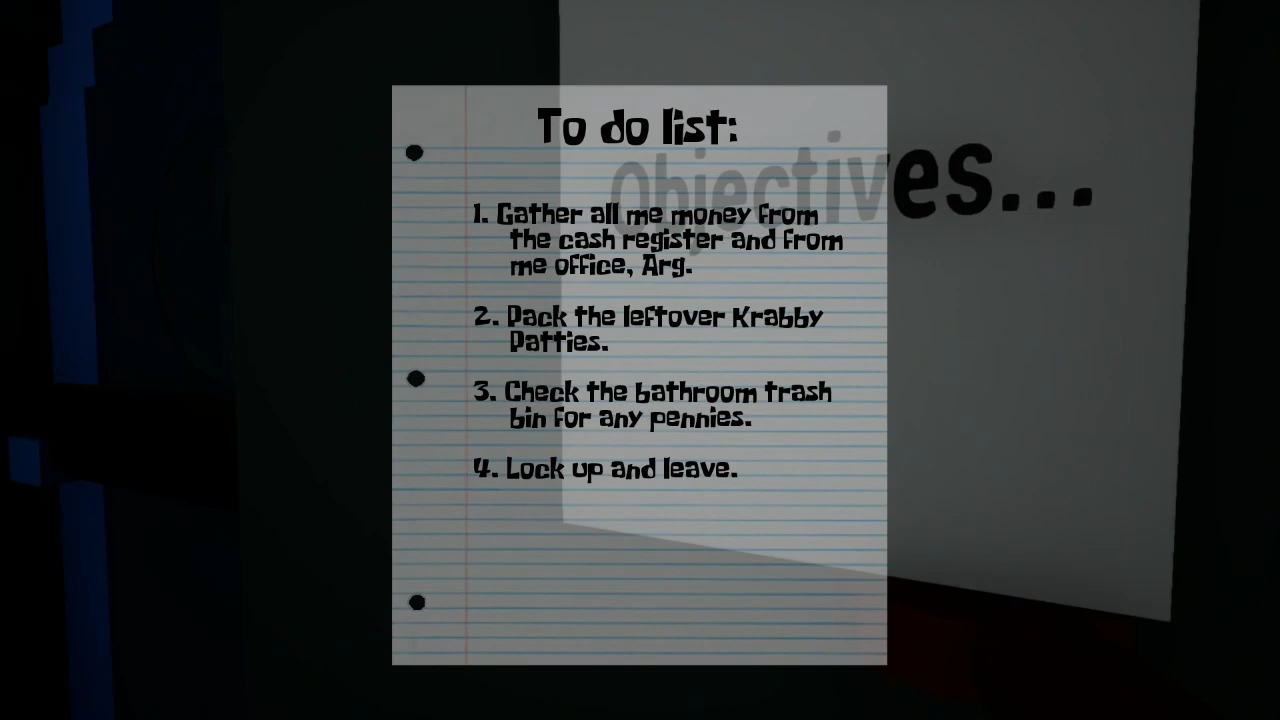 To do list:
Objectives...
1. Gather all me money from
the cash register and from
me office, Arg.
2. Pack the leftover Krabby
Patties.
3. Check the bathroom trash
bin for any pennies.
4. Lock up and leave.